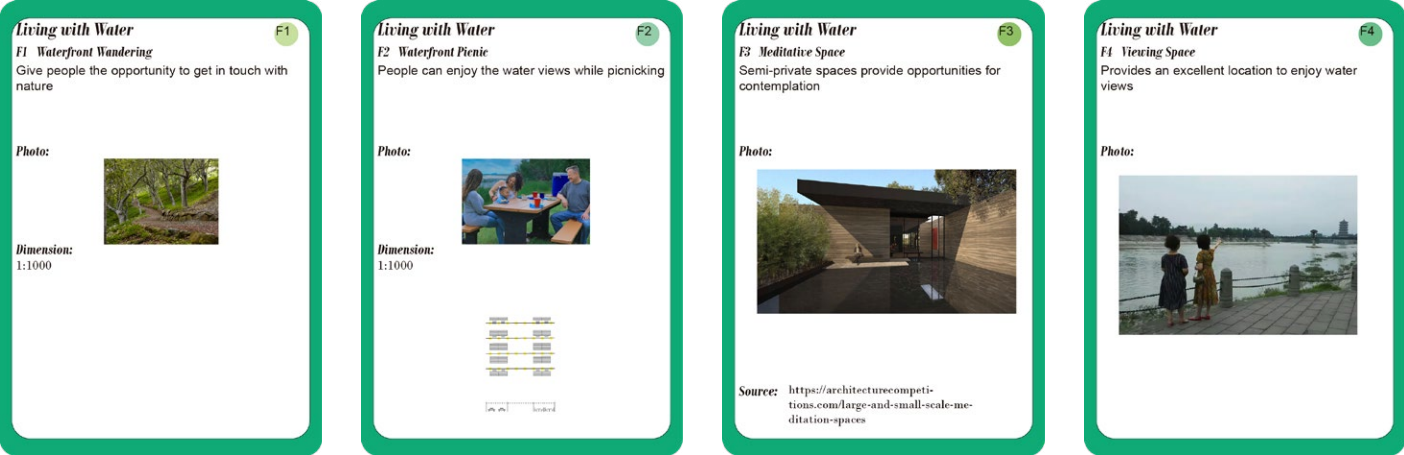 Living with Water
F1
F1 Waterfront Wandering
Give people the opportunity to get in touch with
nature
Photo:
Dimension:
1:1000
Living with Water
F2
F2 Waterfront Picnic
People can enjoy the water views while picnicking
Photo:
Dimension:
1:1000
Living with Water
F3
F3 Meditative Space
Semi-private spaces provide opportunities for
contemplation
Photo:
Source: https://architecturecompeti-
tions.com/large-and-small-scale-me-
ditation-spaces
Living with Water
F4
F4 Viewing Space
Provides an excellent location to enjoy water
views
Photo: